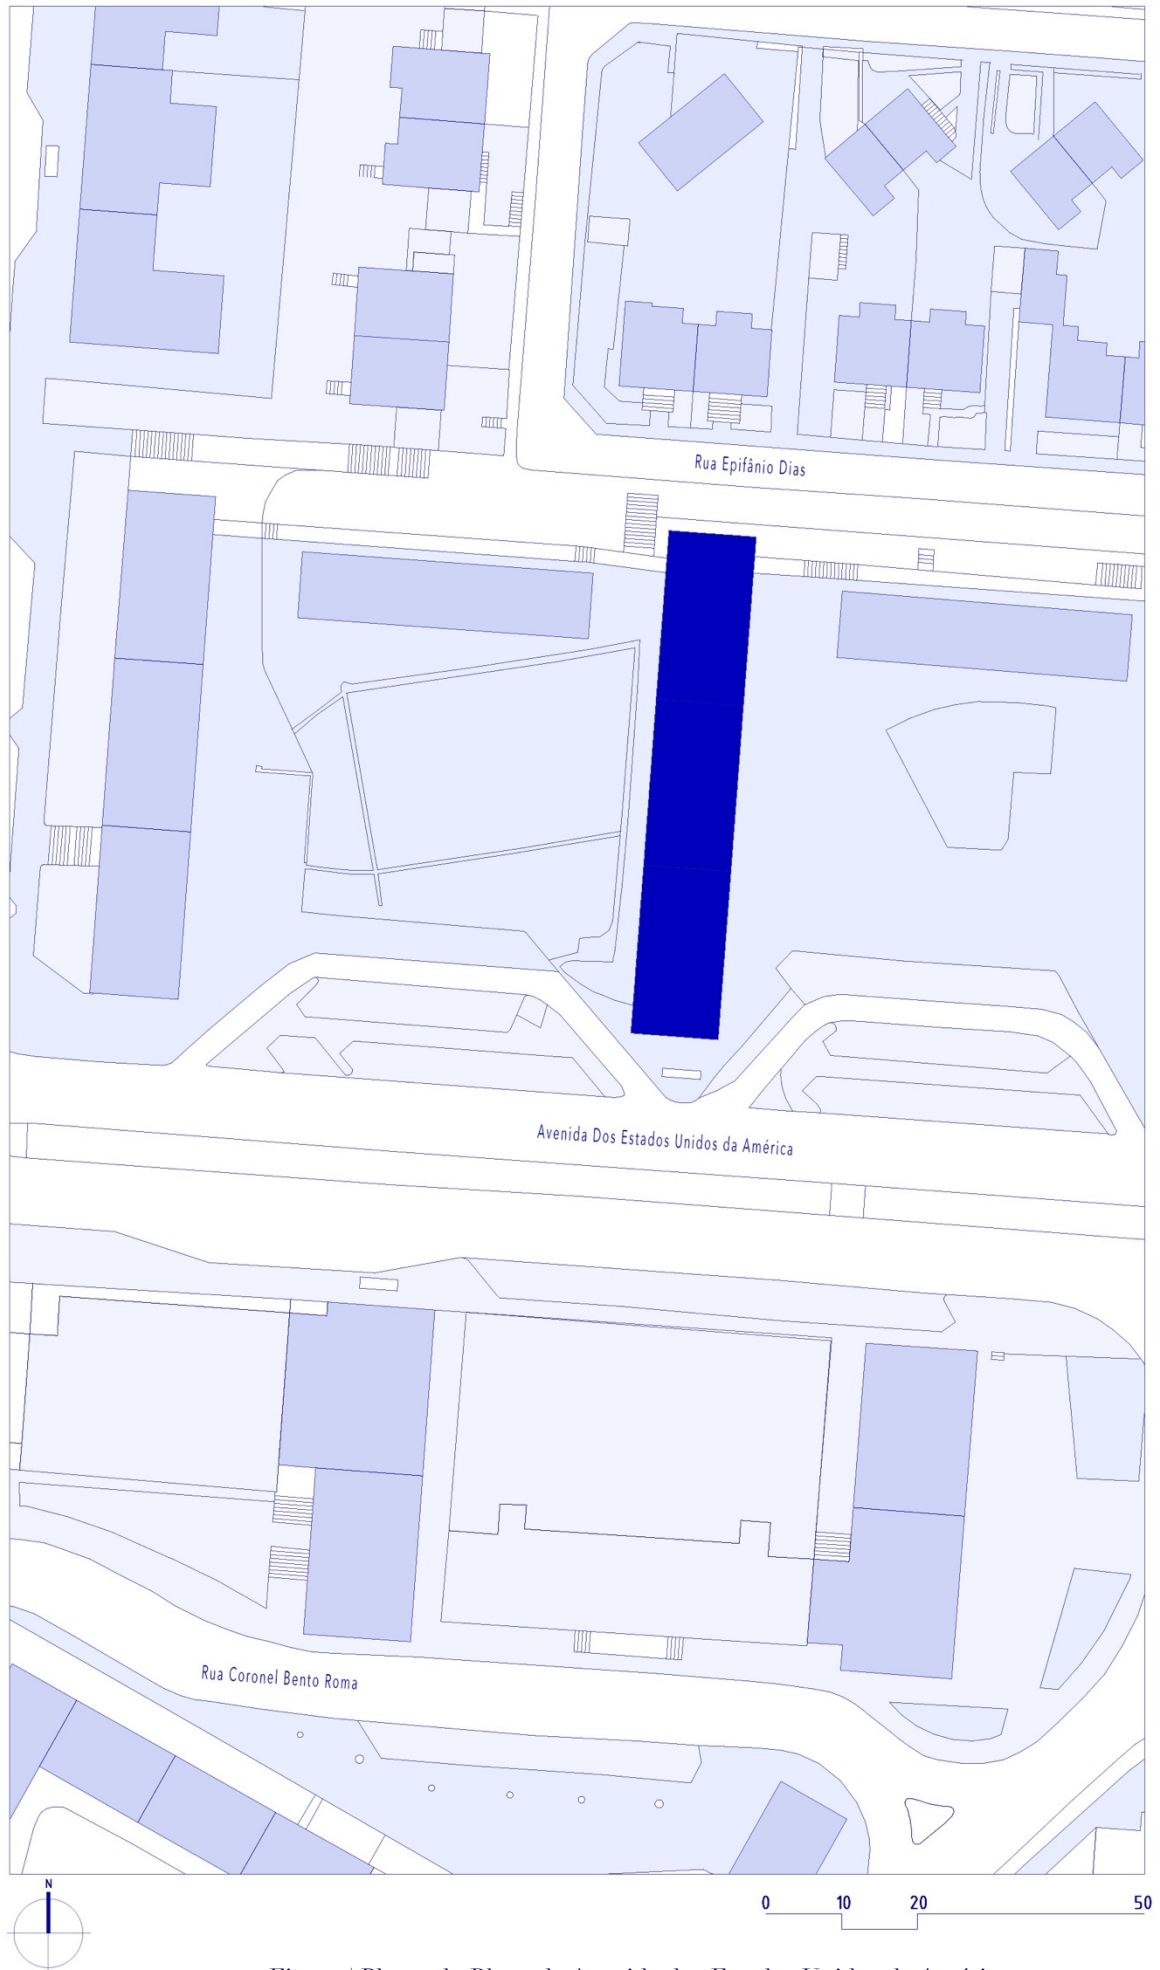 Rua Epifânio Dias
Avenida Dos Estados Unidos da América
Rua Coronel Bento Roma
N
0 10 20 50